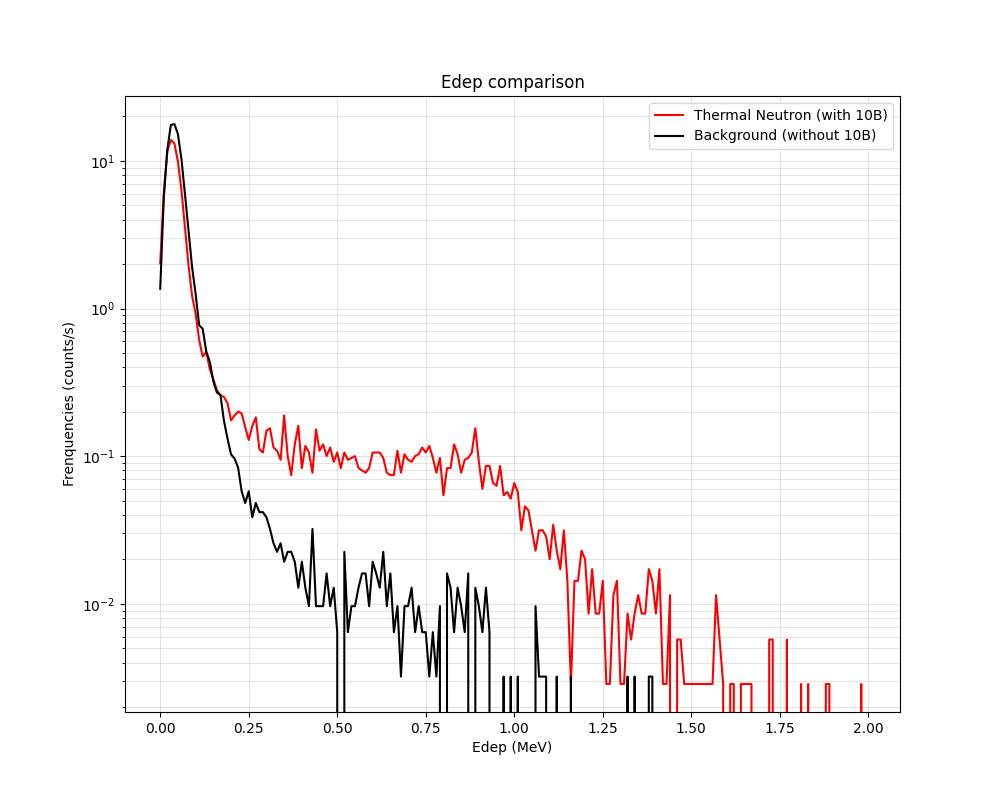 Edep comparison
Thermal Neutron (with 10B)
Background (without 10B)
Frenquencies (counts/s)
10¹
10⁰
10⁻¹
10⁻²
0.00 0.25 0.50 0.75 1.00 1.25 1.50 1.75 2.00
Edep (MeV)